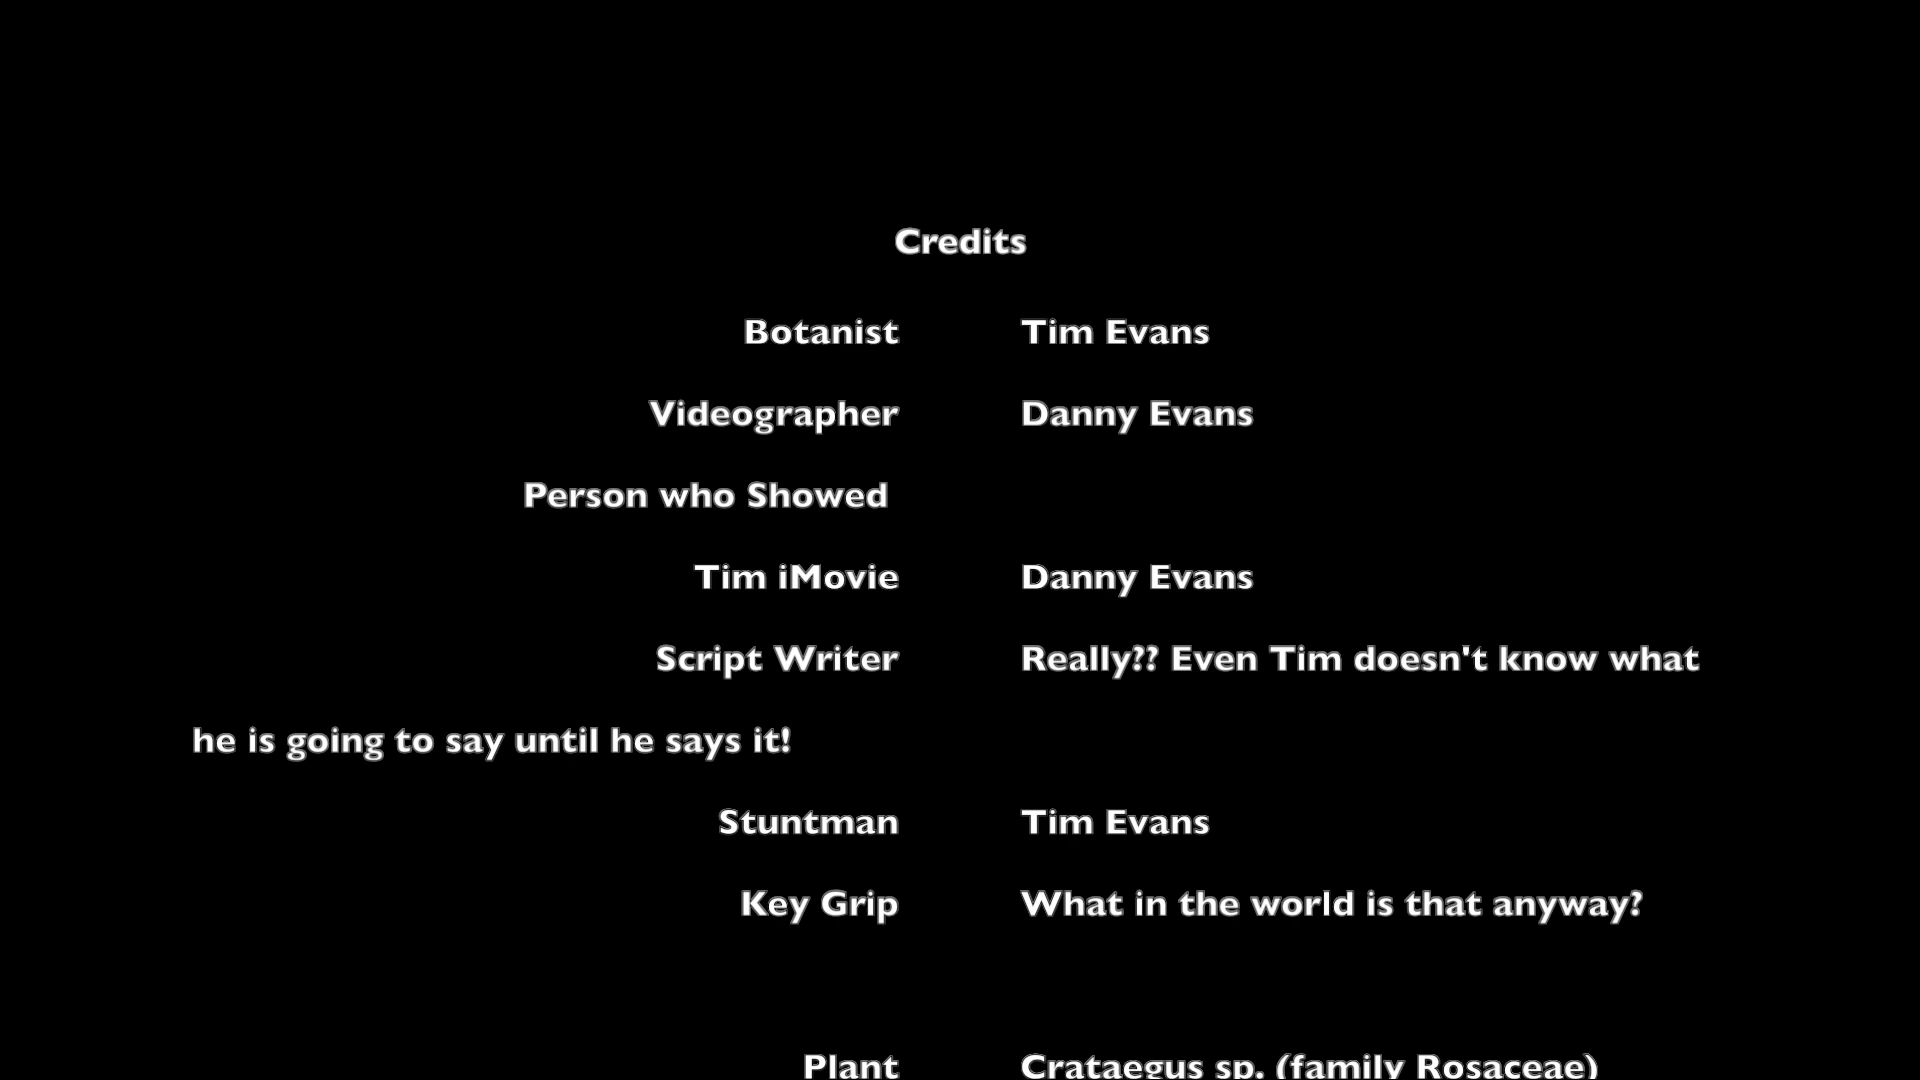 Credits
Botanist Tim Evans
Videographer Danny Evans
Person who Showed
Tim iMovie Danny Evans
Script Writer Really?? Even Tim doesn't know what
he is going to say until he says it!
Stuntman Tim Evans
Key Grip What in the world is that anyway?
Plant Crataegus sp. (family Rosaceae)